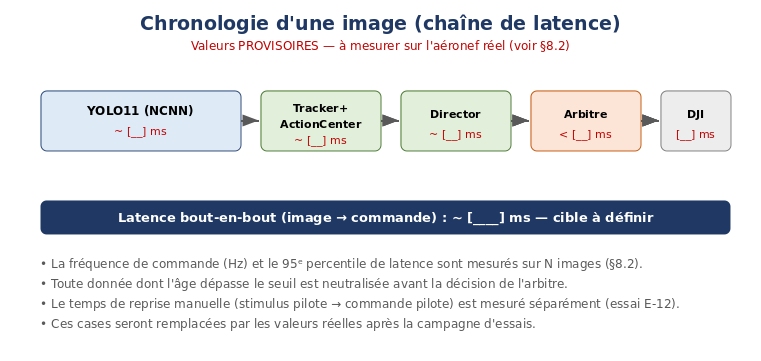 Chronologie d'une image (chaîne de latence)
Valeurs PROVISOIRES — à mesurer sur l'aéronef réel (voir §8.2)
YOLO11 (NCNN)
~ [__] ms
Tracker+
ActionCenter
~ [__] ms
Director
~ [__] ms
Arbitre
< [__] ms
DJI
[__] ms
Latence bout-en-bout (image → commande) : ~ [____] ms — cible à définir
• La fréquence de commande (Hz) et le 95ᵉ percentile de latence sont mesurés sur N images (§8.2).
• Toute donnée dont l'âge dépasse le seuil est neutralisée avant la décision de l'arbitre.
• Le temps de reprise manuelle (stimulus pilote → commande pilote) est mesuré séparément (essai E-12).
• Ces cases seront remplacées par les valeurs réelles après la campagne d'essais.